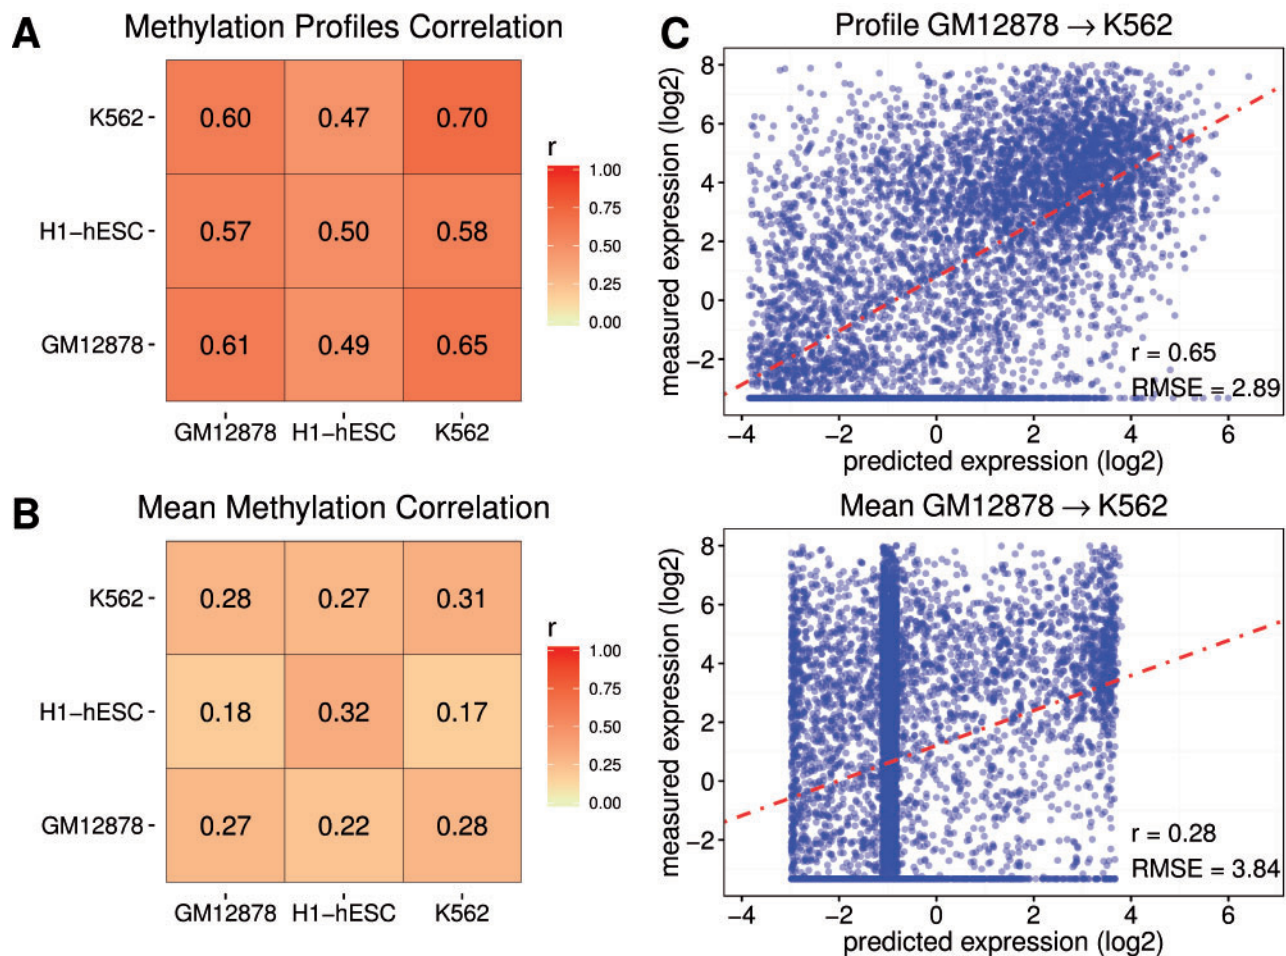 A
Methylation Profiles Correlation
K562
0.60
0.47
0.70
H1-hESC
0.57
0.50
0.58
GM12878
0.61
0.49
0.65
GM12878
H1-hESC
K562
r
1.00
0.75
0.50
0.25
0.00
B
Mean Methylation Correlation
K562
0.28
0.27
0.31
H1-hESC
0.18
0.32
0.17
GM12878
0.27
0.22
0.28
GM12878
H1-hESC
K562
r
1.00
0.75
0.50
0.25
0.00
C
Profile GM12878 → K562
measured expression (log2)
8
6
4
2
0
−2
r = 0.65
RMSE = 2.89
−4
−2
0
2
4
6
predicted expression (log2)
Mean GM12878 → K562
measured expression (log2)
8
6
4
2
0
−2
r = 0.28
RMSE = 3.84
−4
−2
0
2
4
6
predicted expression (log2)